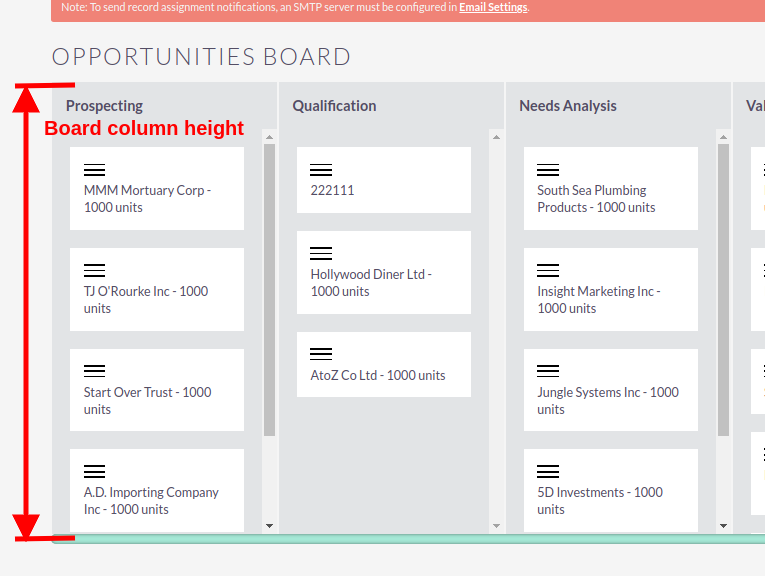 Note: To send record assignment notifications, an SMTP server must be configured in Email Settings.
OPPORTUNITIES BOARD
Prospecting
Qualification
Needs Analysis
Val
Board column height
MMM Mortuary Corp -
1000 units
TJ O'Rourke Inc - 1000
units
Start Over Trust - 1000
units
A.D. Importing Company
Inc - 1000 units
222111
Hollywood Diner Ltd -
1000 units
AtoZ Co Ltd - 1000 units
South Sea Plumbing
Products - 1000 units
Insight Marketing Inc -
1000 units
Jungle Systems Inc - 1000
units
5D Investments - 1000
units